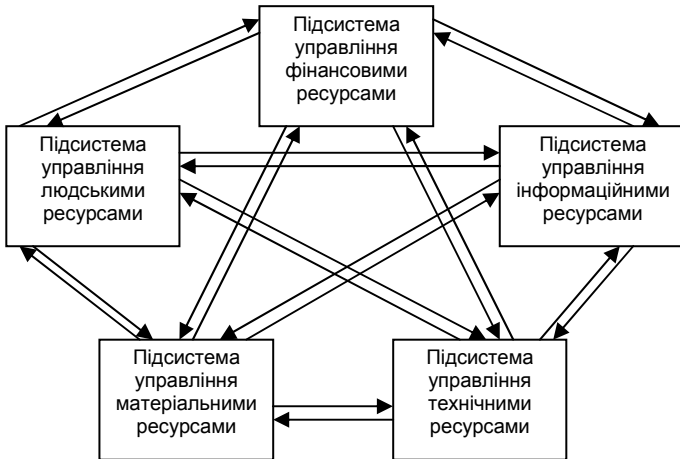 Підсистема
управління
фінансовими
ресурсами
Підсистема
управління
людськими
ресурсами
Підсистема
управління
інформаційними
ресурсами
Підсистема
управління
матеріальними
ресурсами
Підсистема
управління
технічними
ресурсами